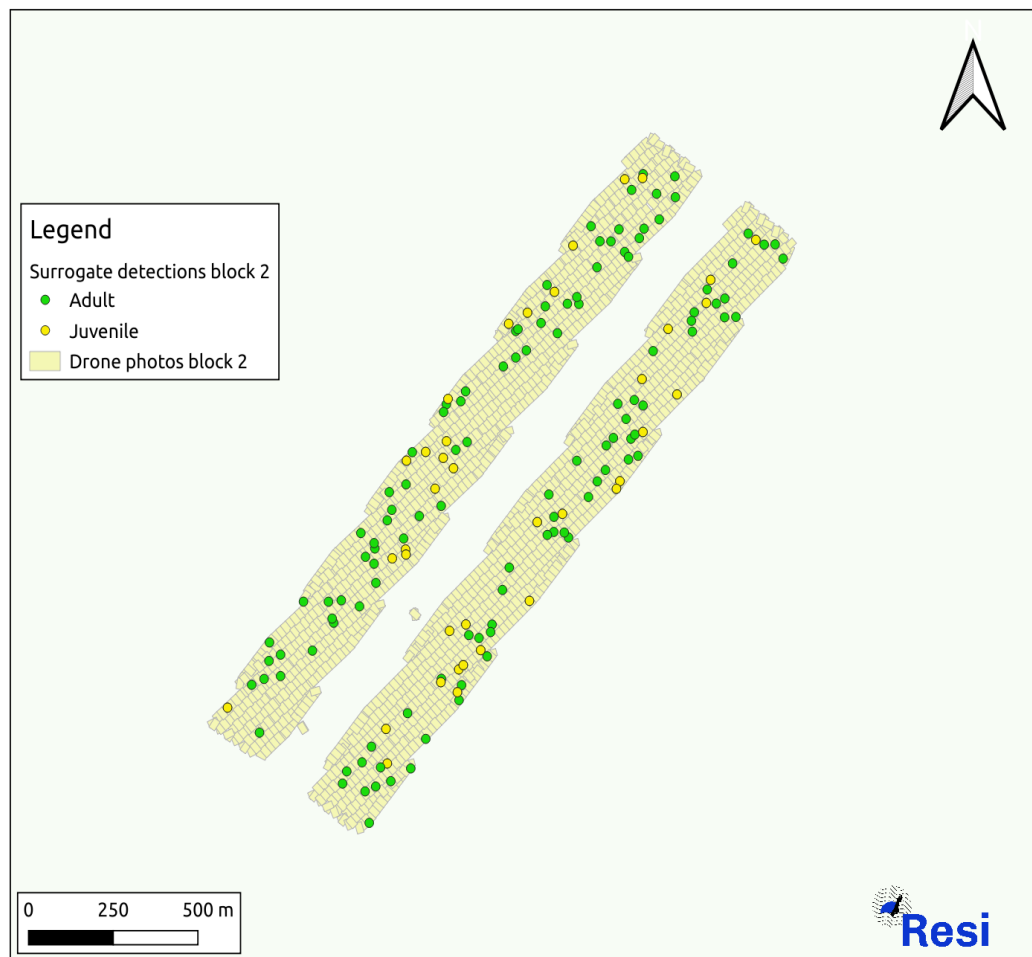 N
Legend
Surrogate detections block 2
Adult
Juvenile
Drone photos block 2
0 250 500 m
Resi